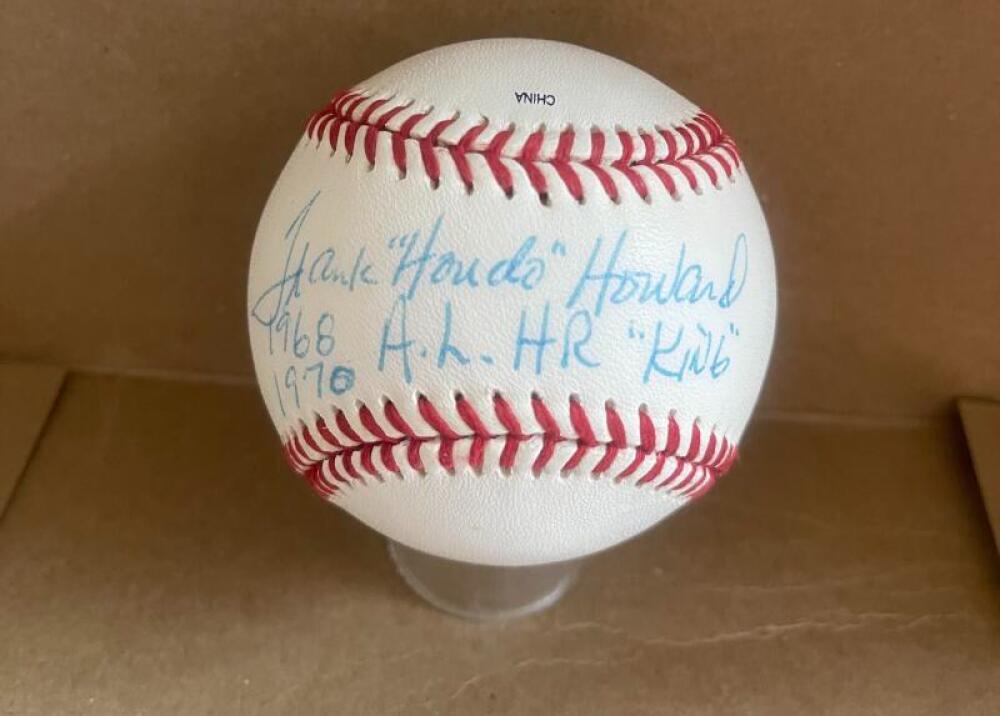 CHINA
Frank "Hondo" Howard
1968 A.L. HR "KING"
1970